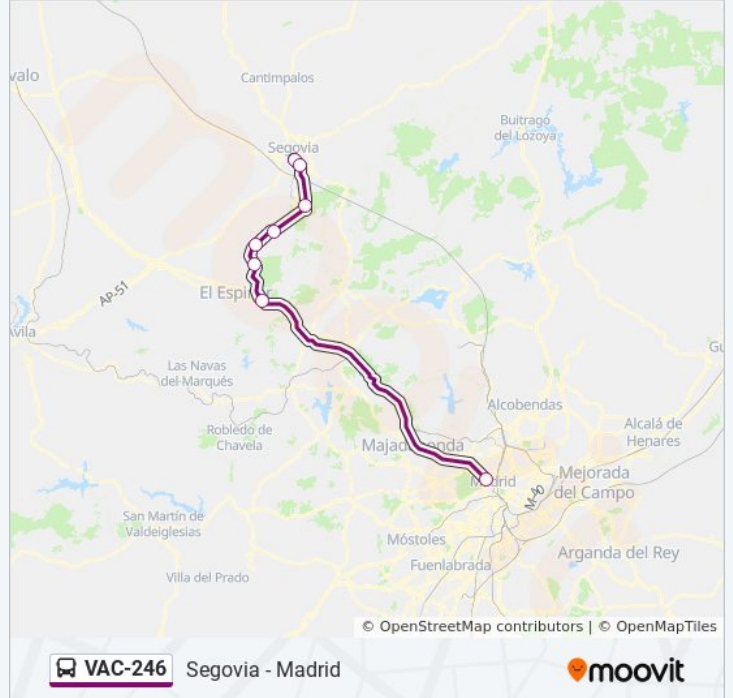 valo
Cantimpalos
Buitrago
del Lozoya
Segovia
AP-51
El Espinar
vila
Las Navas
del Marqués
Gu
Alcobendas
Robledo de
Chavela
Alcalá de
Henares
Majadahonda
Madrid
Mejorada
del Campo
M-40
San Martín de
Valdeiglesias
Móstoles
Arganda del Rey
Fuenlabrada
Villa del Prado
© OpenStreetMap contributors | © OpenMapTiles
VAC-246 Segovia - Madrid
moovit